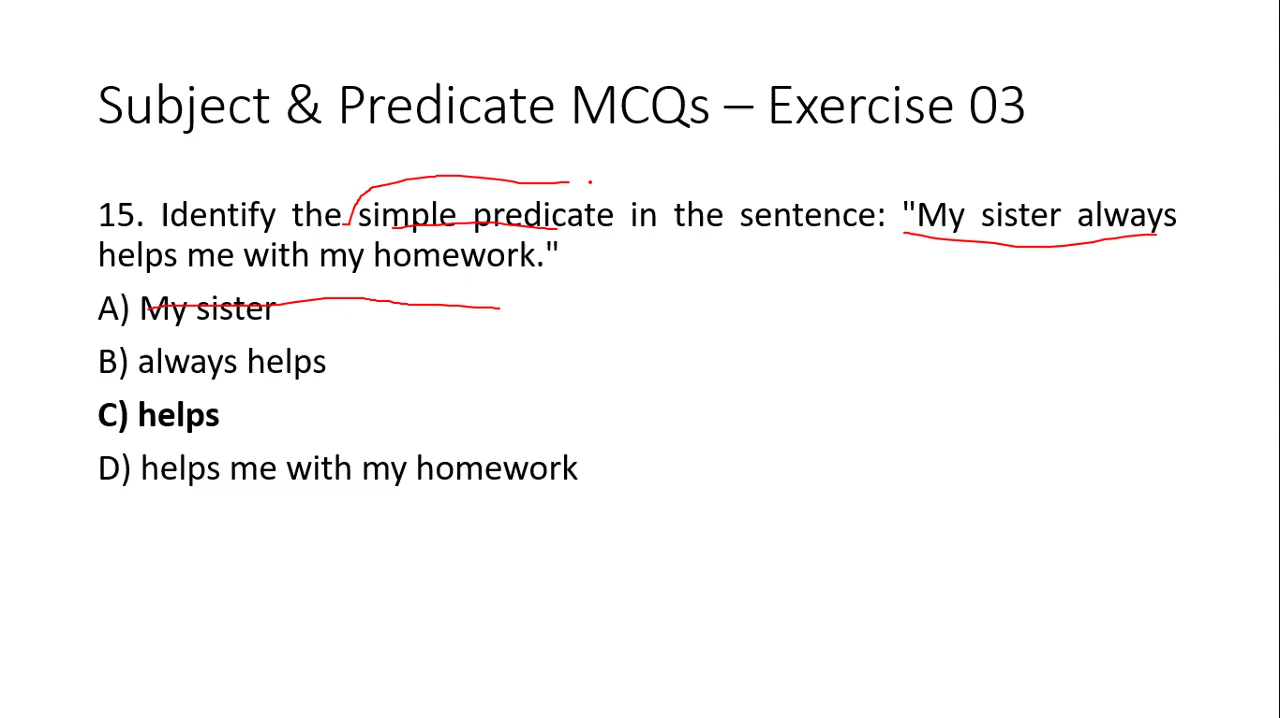 Subject & Predicate MCQs – Exercise 03
15. Identify the simple predicate in the sentence: "My sister always
helps me with my homework."
A) My sister
B) always helps
C) helps
D) helps me with my homework